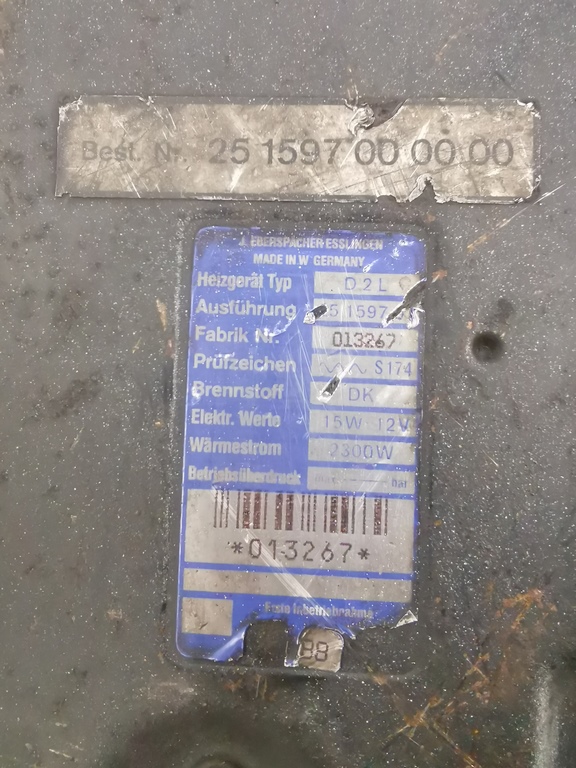 Best. Nr. 25 1597 00 00 00
J. EBERSPÄCHER ESSLINGEN
MADE IN W. GERMANY
Heizgerät Typ D2L
Ausführung 1597
Fabrik Nr. 013267
Prüfzeichen S174
Brennstoff DK
Elektr. Werte 15W 12V
Wärmestrom 2300W
Betriebsüberdruck bar
*013267*
Erste Inbetriebnahme
88